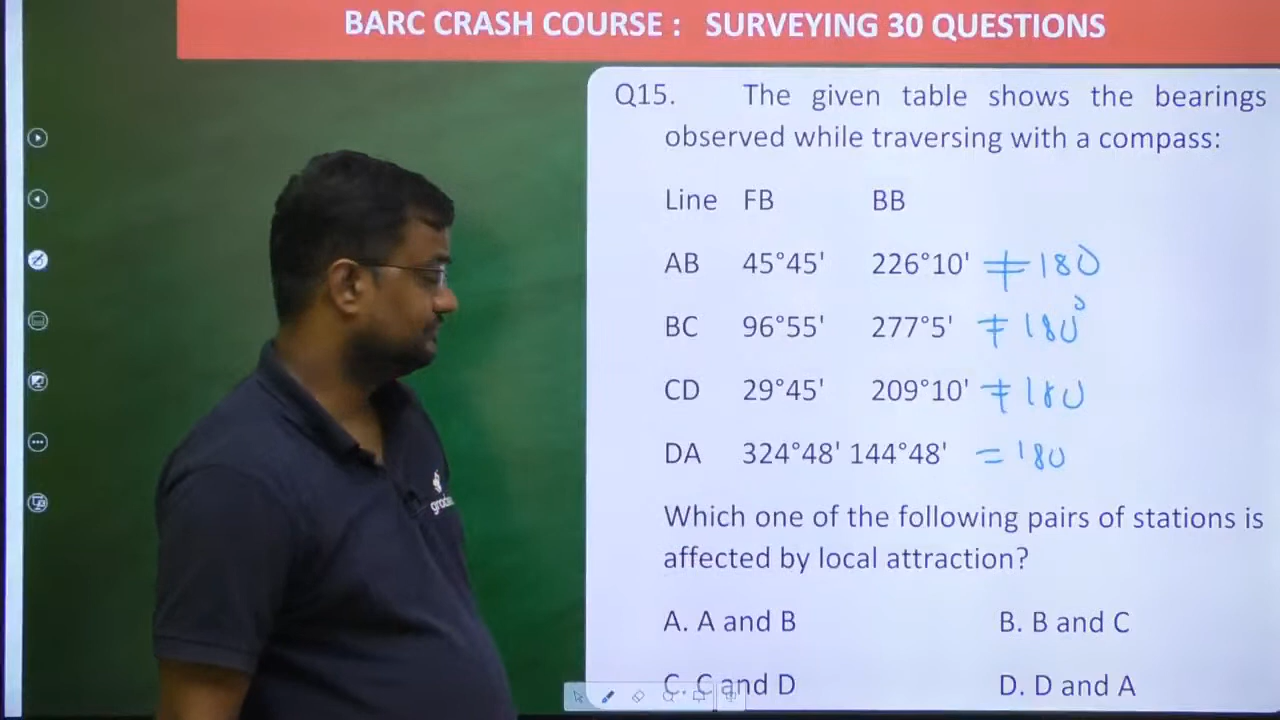 BARC CRASH COURSE : SURVEYING 30 QUESTIONS
Q15. The given table shows the bearings
observed while traversing with a compass:
Line FB BB
AB 45°45' 226°10' ≠ 180
BC 96°55' 277°5' ≠ 180°
CD 29°45' 209°10' ≠ 180
DA 324°48' 144°48' = 180
Which one of the following pairs of stations is
affected by local attraction?
A. A and B B. B and C
C. C and D D. D and A